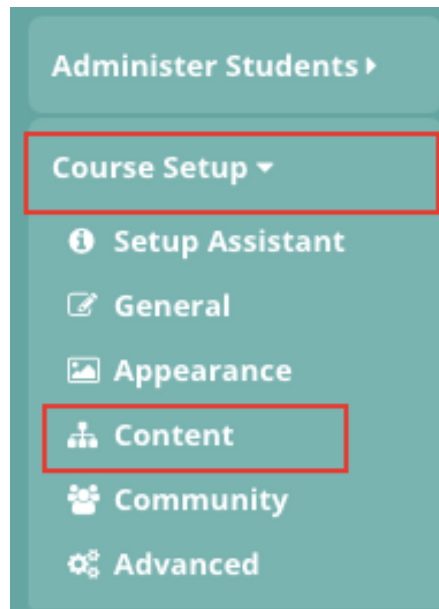 Administer Students
Course Setup
Setup Assistant
General
Appearance
Content
Community
Advanced